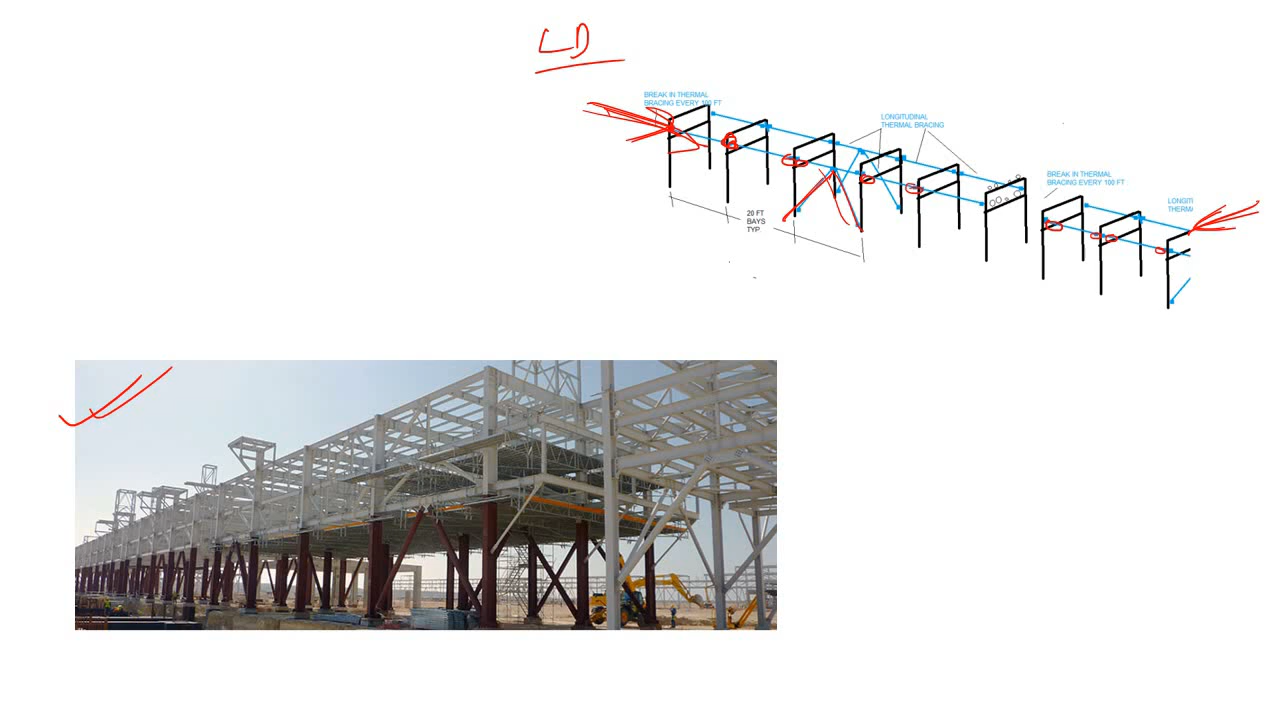 LD
BREAK IN THERMAL
BRACING EVERY 100 FT
LONGITUDINAL
THERMAL BRACING
BREAK IN THERMAL
BRACING EVERY 100 FT
LONGITI
THERMA
20 FT
BAYS
TYP